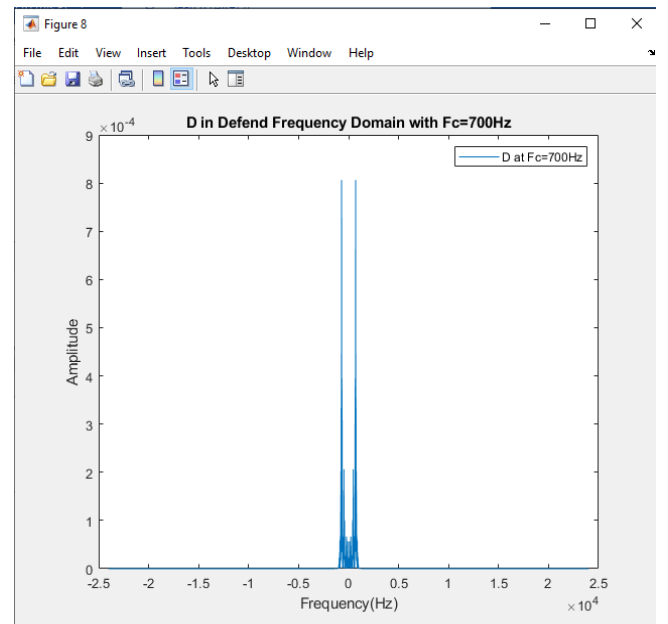 Figure 8
File Edit View Insert Tools Desktop Window Help
D in Defend Frequency Domain with Fc=700Hz
×10⁻⁴
D at Fc=700Hz
9
8
7
6
5
4
3
2
1
0
Amplitude
-2.5 -2 -1.5 -1 -0.5 0 0.5 1 1.5 2 2.5
Frequency(Hz)
×10⁴